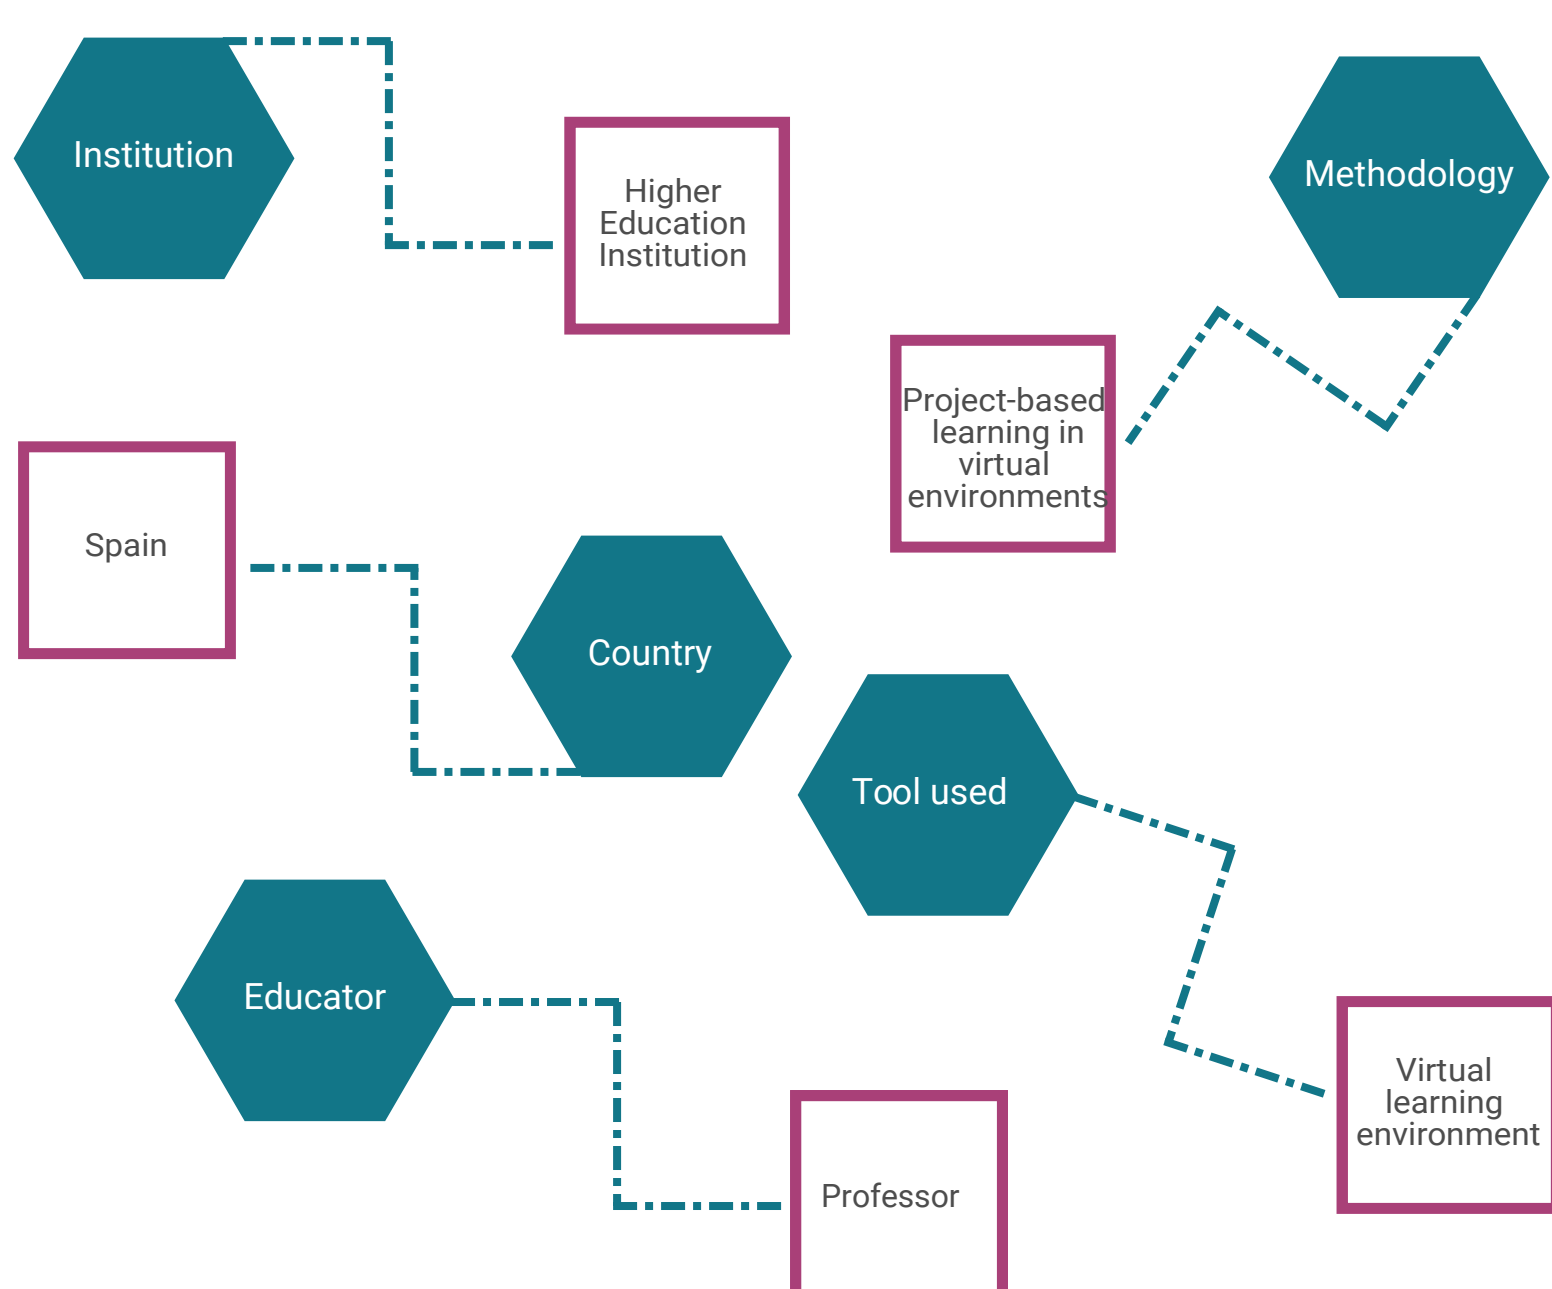 Institution
Higher
Education
Institution
Methodology
Project-based
learning in
virtual
environments
Spain
Country
Tool used
Educator
Virtual
learning
environment
Professor